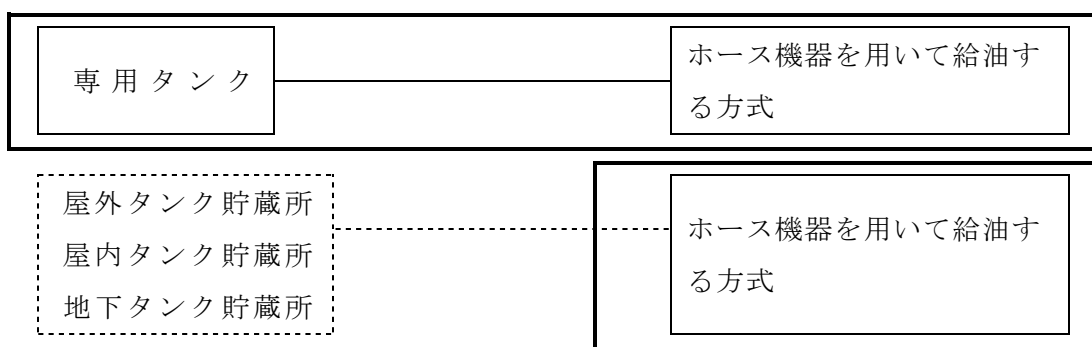 専用タンク
ホース機器を用いて給油す
る方式
屋外タンク貯蔵所
屋内タンク貯蔵所
地下タンク貯蔵所
ホース機器を用いて給油す
る方式